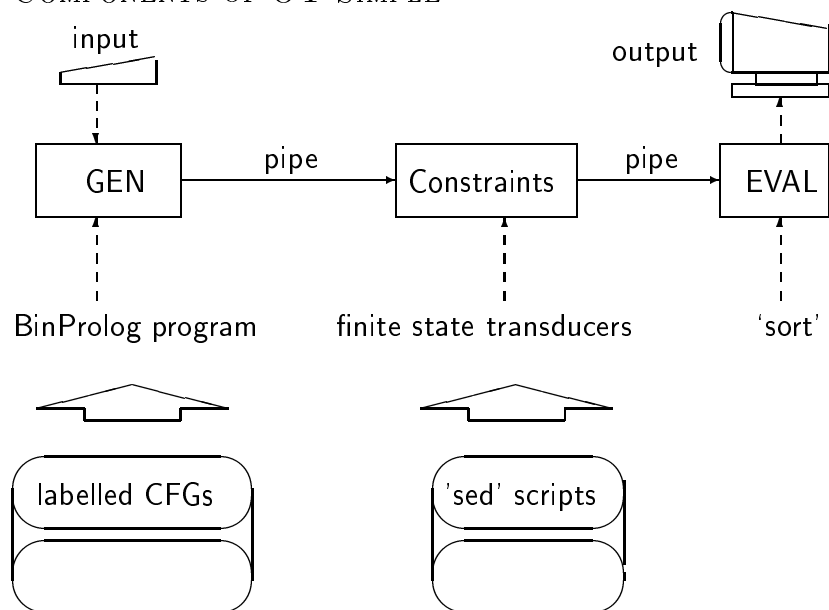 input
output
pipe
pipe
GEN
Constraints
EVAL
BinProlog program
finite state transducers
'sort'
labelled CFGs
'sed' scripts